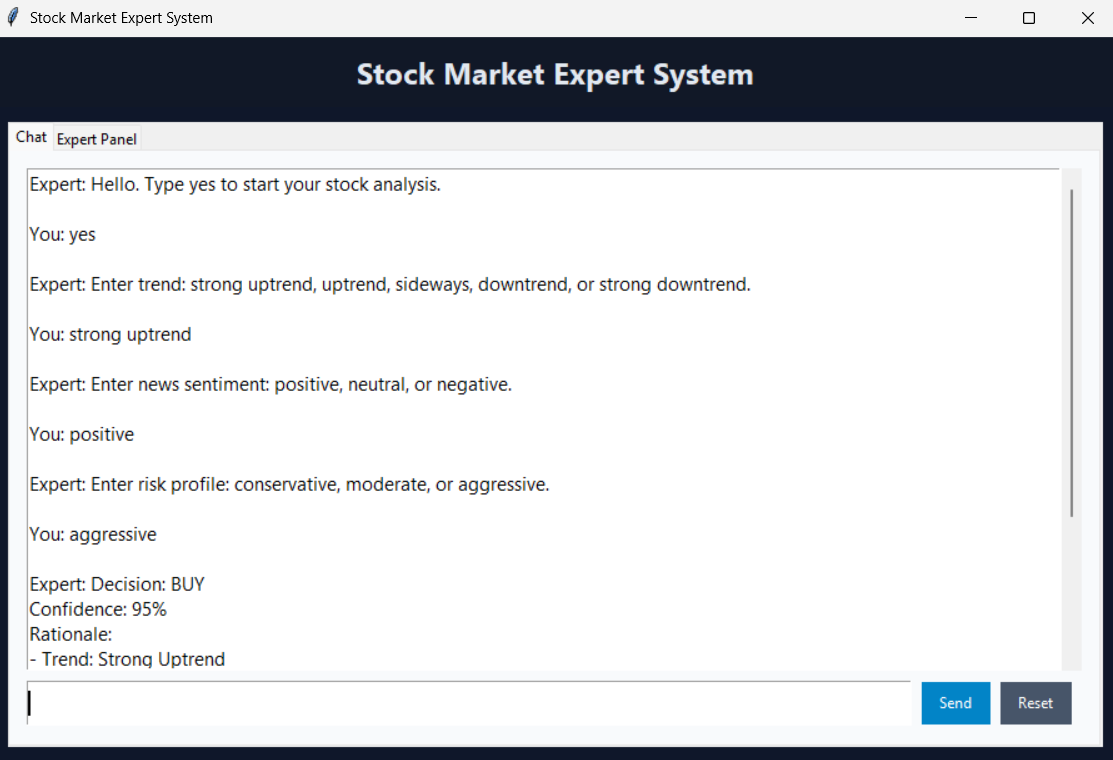 Stock Market Expert System
Stock Market Expert System
Chat
Expert Panel
Expert: Hello. Type yes to start your stock analysis.
You: yes
Expert: Enter trend: strong uptrend, uptrend, sideways, downtrend, or strong downtrend.
You: strong uptrend
Expert: Enter news sentiment: positive, neutral, or negative.
You: positive
Expert: Enter risk profile: conservative, moderate, or aggressive.
You: aggressive
Expert: Decision: BUY
Confidence: 95%
Rationale:
- Trend: Strong Uptrend
Send
Reset